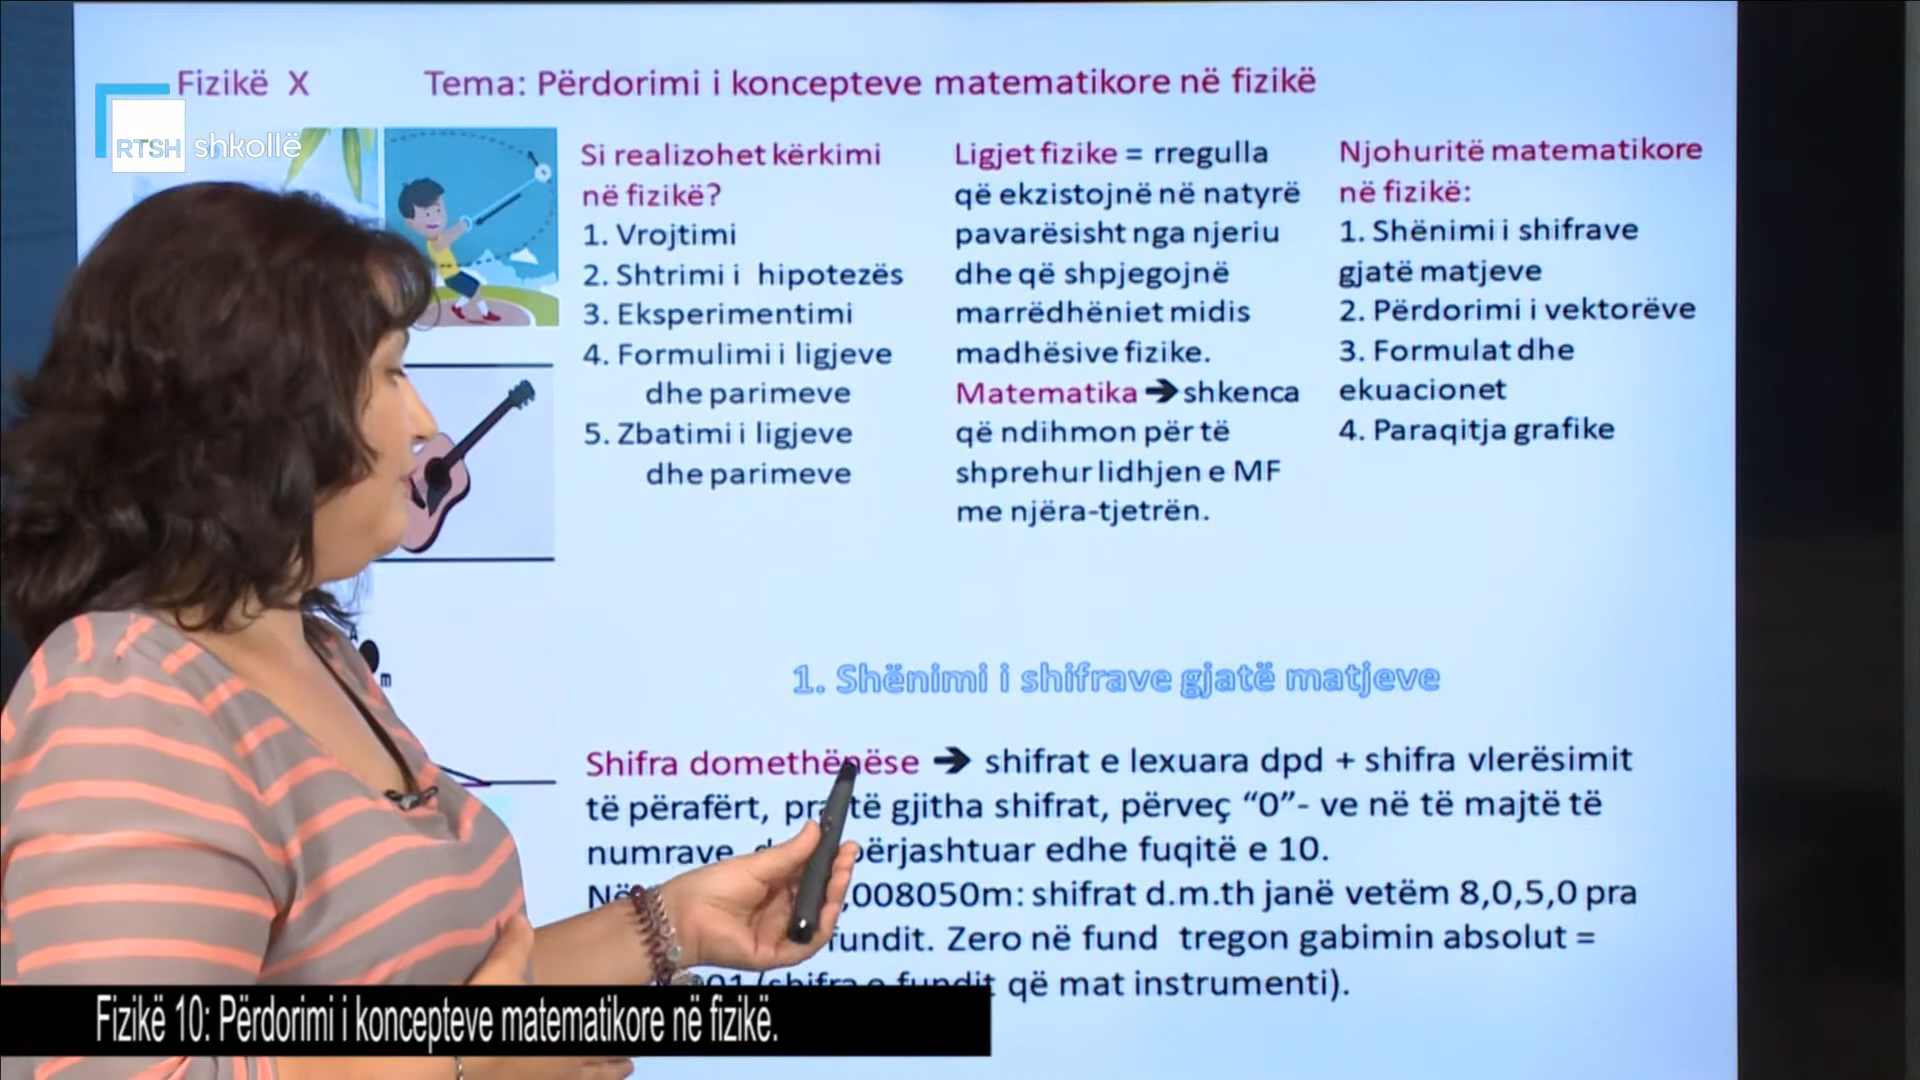 Fizikë X
Tema: Përdorimi i koncepteve matematikore në fizikë
RTSH shkollë
Si realizohet kërkimi
në fizikë?
1. Vrojtimi
2. Shtrimi i hipotezës
3. Eksperimentimi
4. Formulimi i ligjeve
dhe parimeve
5. Zbatimi i ligjeve
dhe parimeve
Ligjet fizike = rregulla
që ekzistojnë në natyrë
pavarësisht nga njeriu
dhe që shpjegojnë
marrëdhëniet midis
madhësive fizike.
Matematika ➔ shkenca
që ndihmon për të
shprehur lidhjen e MF
me njëra-tjetrën.
Njohuritë matematikore
në fizikë:
1. Shënimi i shifrave
gjatë matjeve
2. Përdorimi i vektorëve
3. Formulat dhe
ekuacionet
4. Paraqitja grafike
m
1. Shënimi i shifrave gjatë matjeve
Shifra domethënëse ➔ shifrat e lexuara dpd + shifra vlerësimit
të përafërt, pra të gjitha shifrat, përveç “0”- ve në të majtë të
numrave përjashtuar edhe fuqitë e 10.
,008050m: shifrat d.m.th janë vetëm 8,0,5,0 pra
fundit. Zero në fund tregon gabimin absolut =
01 (shifra e fundit që mat instrumenti).
Fizikë 10: Përdorimi i koncepteve matematikore në fizikë.